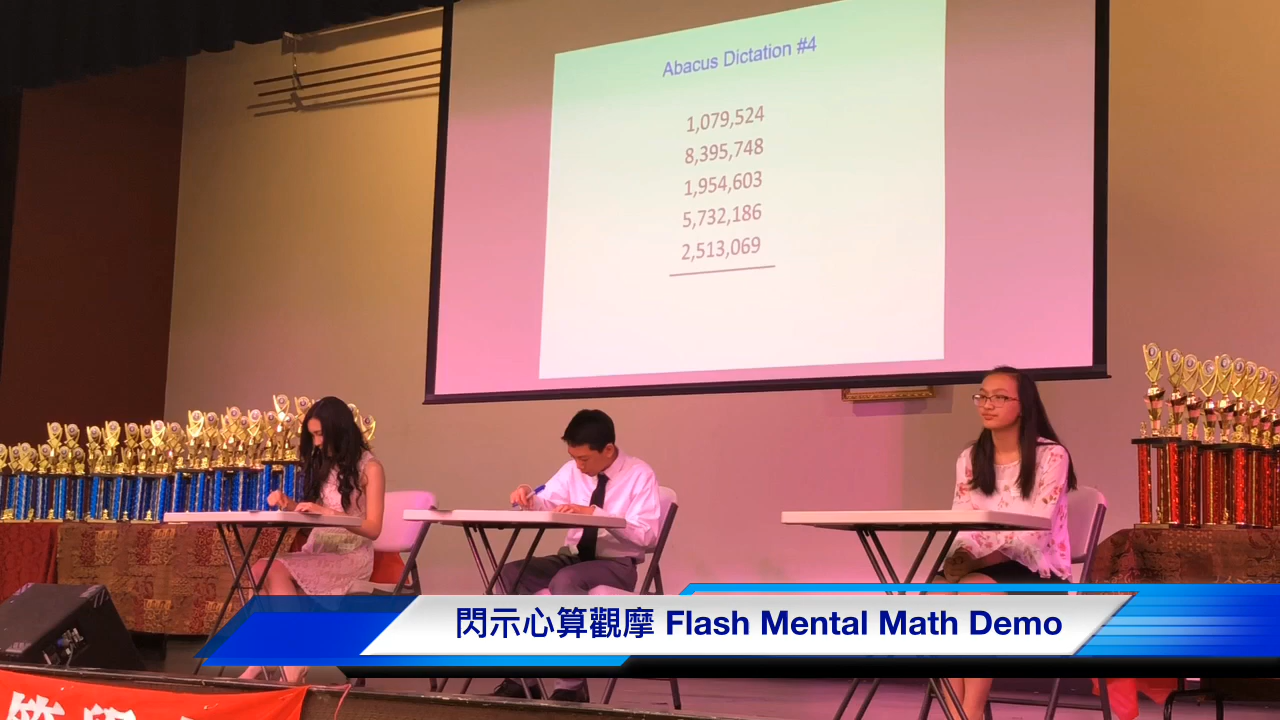 Abacus Dictation #4
1,079,524
8,395,748
1,954,603
5,732,186
2,513,069
閃示心算觀摩 Flash Mental Math Demo